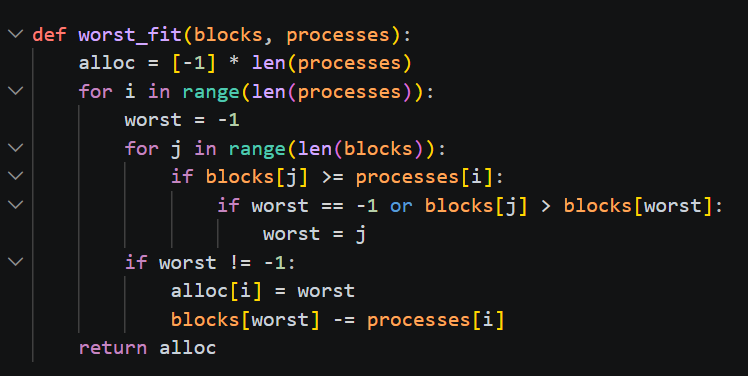 def worst_fit(blocks, processes):
    alloc = [-1] * len(processes)
    for i in range(len(processes)):
        worst = -1
        for j in range(len(blocks)):
            if blocks[j] >= processes[i]:
                if worst == -1 or blocks[j] > blocks[worst]:
                    worst = j
        if worst != -1:
            alloc[i] = worst
            blocks[worst] -= processes[i]
    return alloc